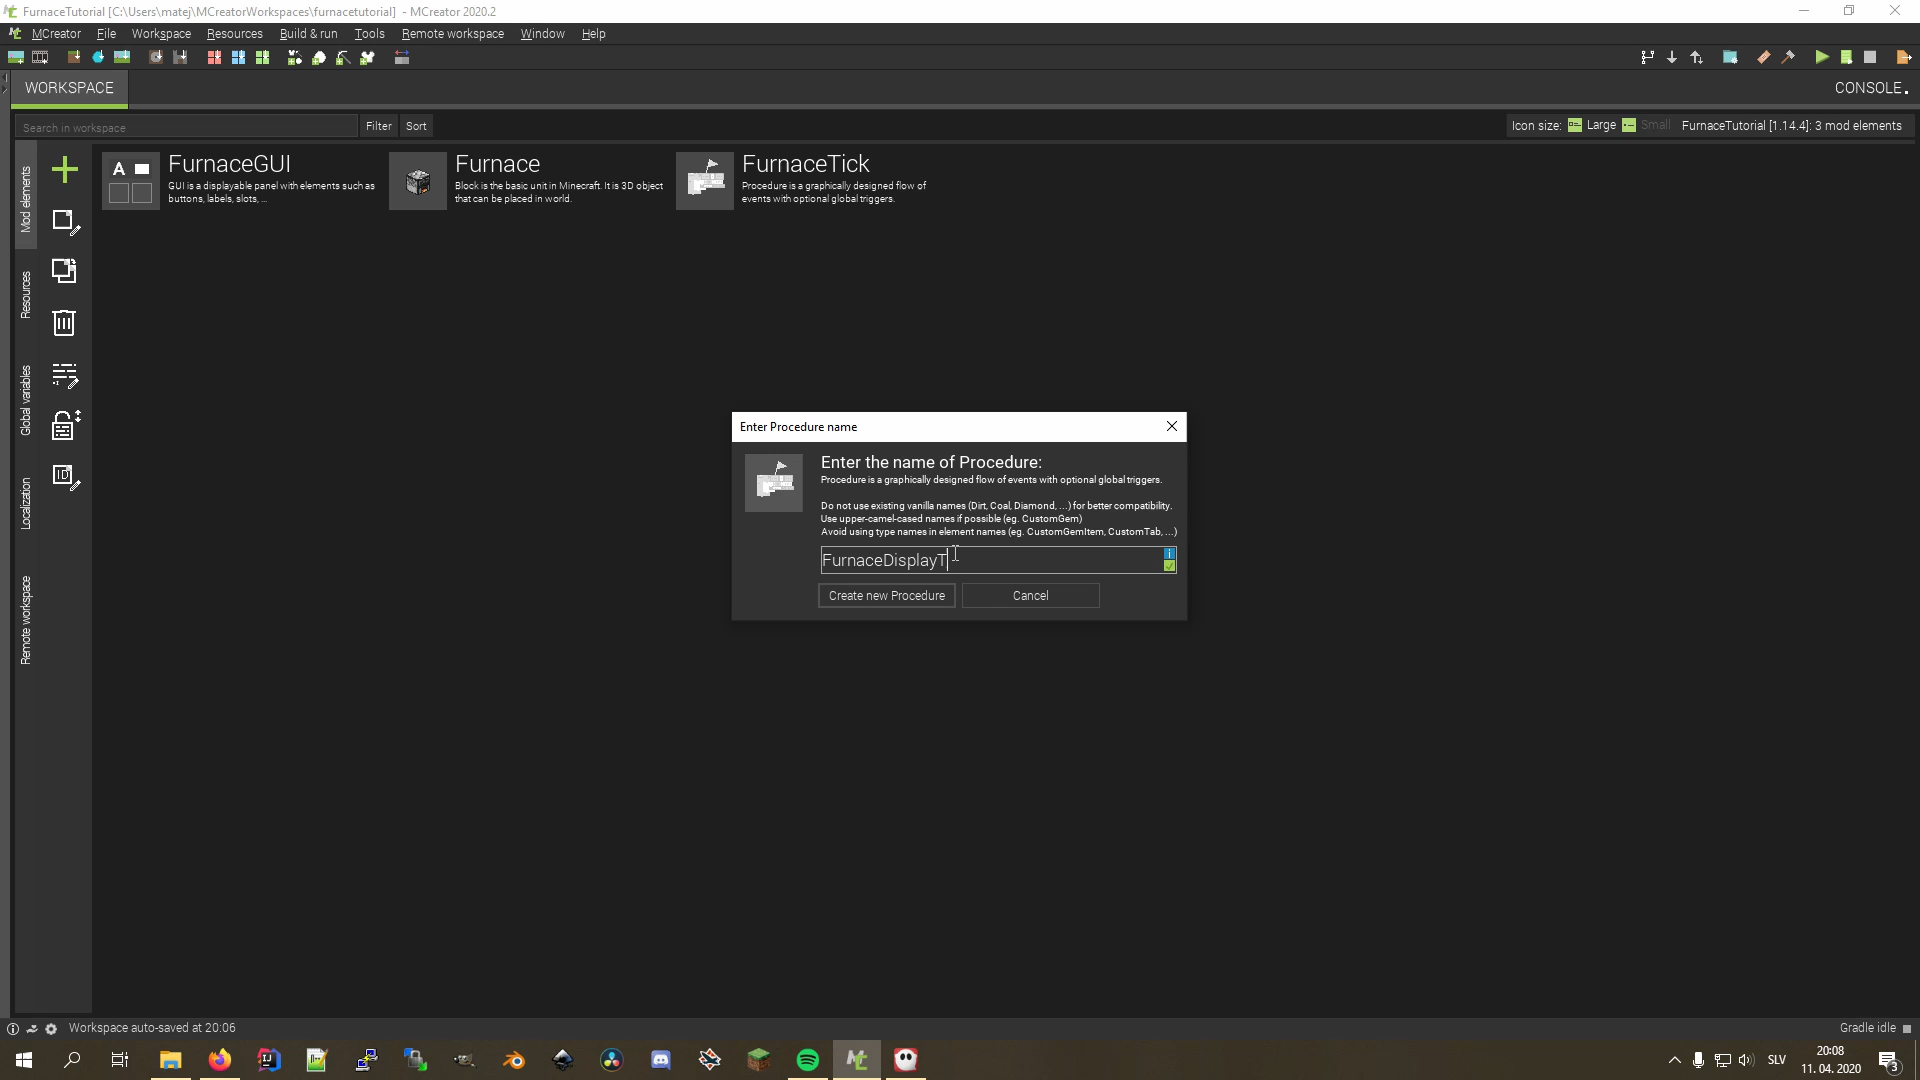 FurnaceTutorial [C:\Users\matej\MCreatorWorkspaces\furnacetutorial] - MCreator 2020.2
MCreator File Workspace Resources Build & run Tools Remote workspace Window Help
WORKSPACE
CONSOLE
Search in workspace
Filter
Sort
Icon size: Large Small FurnaceTutorial [1.14.4]: 3 mod elements
Mod elements
Resources
Global variables
Localization
Remote workspace
A
FurnaceGUI
GUI is a displayable panel with elements such as
buttons, labels, slots, ...
Furnace
Block is the basic unit in Minecraft. It is 3D object
that can be placed in world.
FurnaceTick
Procedure is a graphically designed flow of
events with optional global triggers.
ID
Enter Procedure name
Enter the name of Procedure:
Procedure is a graphically designed flow of events with optional global triggers.
Do not use existing vanilla names (Dirt, Coal, Diamond, ...) for better compatibility.
Use upper-camel-cased names if possible (eg. CustomGem)
Avoid using type names in element names (eg. CustomGemItem, CustomTab, ...)
FurnaceDisplayT
Create new Procedure
Cancel
Workspace auto-saved at 20:06
Gradle idle
SLV
20:08
11. 04. 2020
3